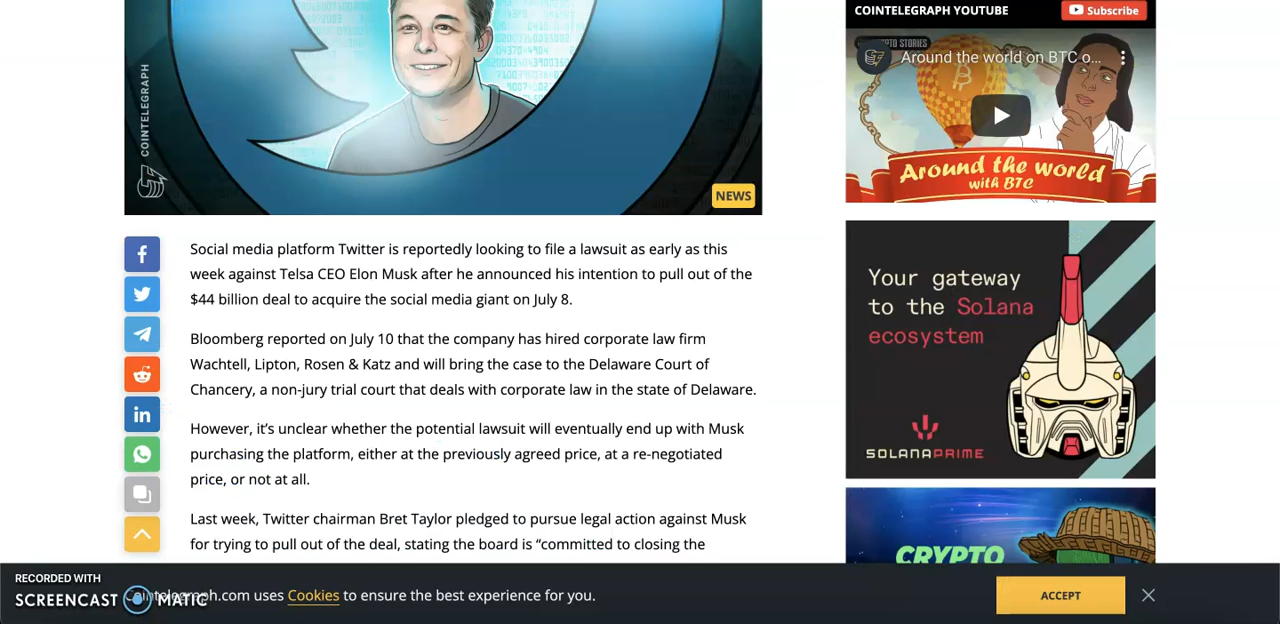 COINTELEGRAPH
NEWS
Social media platform Twitter is reportedly looking to file a lawsuit as early as this
week against Telsa CEO Elon Musk after he announced his intention to pull out of the
$44 billion deal to acquire the social media giant on July 8.
Bloomberg reported on July 10 that the company has hired corporate law firm
Wachtell, Lipton, Rosen & Katz and will bring the case to the Delaware Court of
Chancery, a non-jury trial court that deals with corporate law in the state of Delaware.
However, it’s unclear whether the potential lawsuit will eventually end up with Musk
purchasing the platform, either at the previously agreed price, at a re-negotiated
price, or not at all.
Last week, Twitter chairman Bret Taylor pledged to pursue legal action against Musk
for trying to pull out of the deal, stating the board is “committed to closing the
COINTELEGRAPH YOUTUBE
Subscribe
STORIES
Around the world on BTC o...
Around the world
with BTC
Your gateway
to the Solana
ecosystem
SOLANAPRIME
CRYPTO
RECORDED WITH
SCREENCAST MATIC
Cointelegraph.com uses Cookies to ensure the best experience for you.
ACCEPT